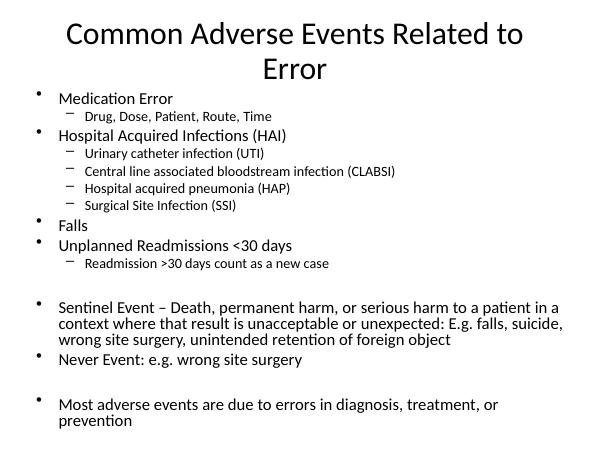 Common Adverse Events Related to
Error
• Medication Error
– Drug, Dose, Patient, Route, Time
• Hospital Acquired Infections (HAI)
– Urinary catheter infection (UTI)
– Central line associated bloodstream infection (CLABSI)
– Hospital acquired pneumonia (HAP)
– Surgical Site Infection (SSI)
• Falls
• Unplanned Readmissions <30 days
– Readmission >30 days count as a new case
• Sentinel Event – Death, permanent harm, or serious harm to a patient in a
context where that result is unacceptable or unexpected: E.g. falls, suicide,
wrong site surgery, unintended retention of foreign object
• Never Event: e.g. wrong site surgery
• Most adverse events are due to errors in diagnosis, treatment, or
prevention